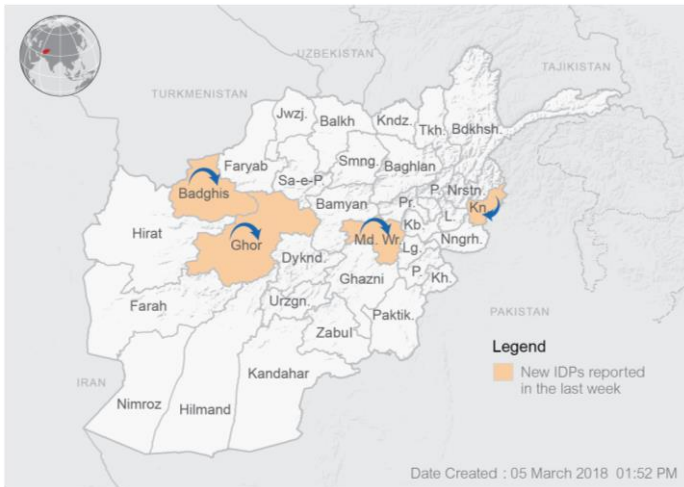 UZBEKISTAN
TAJIKISTAN
TURKMENISTAN
Jwzj.
Balkh
Kndz.
Tkh.
Bdkhsh.
Faryab
Smng.
Baghlan
Badghis
Sa-e-P.
P.
Nrstn.
Bamyan
Pr.
Kn.
Hirat
Ghor
Md. Wr.
Kb.
L.
Lg.
Nngrh.
Dyknd.
Ghazni
P.
Kh.
Farah
Urzgn.
Paktik.
PAKISTAN
Zabul
Legend
New IDPs reported
in the last week
IRAN
Kandahar
Nimroz
Hilmand
Date Created : 05 March 2018 01:52 PM